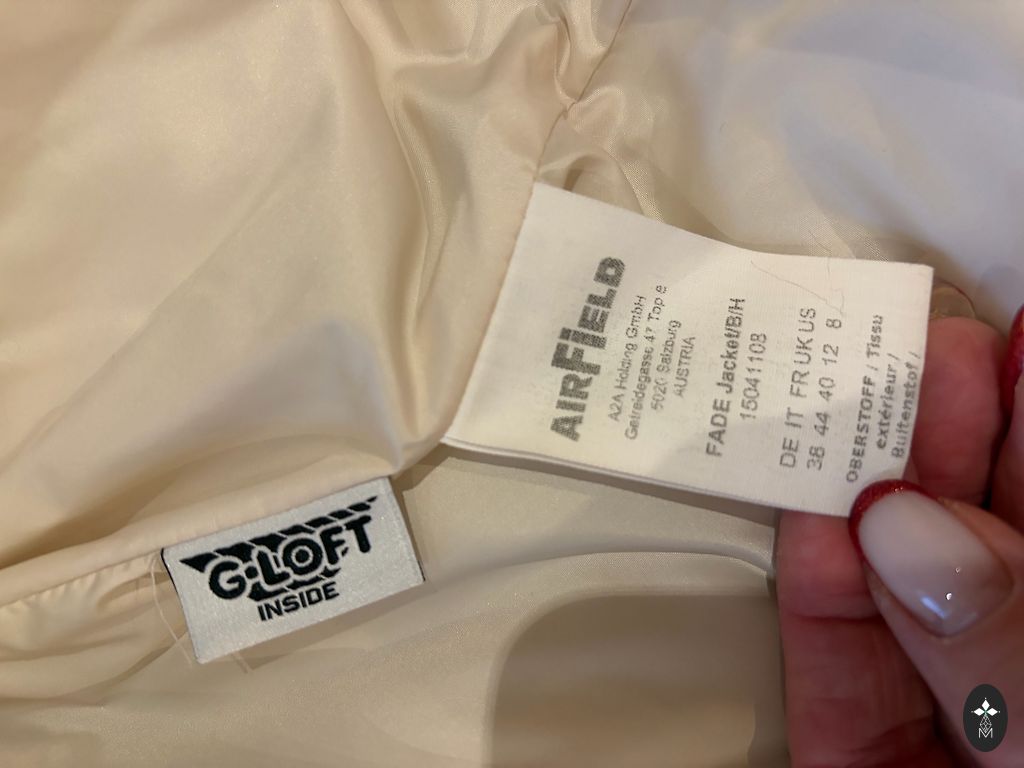 AIRFIELD
A2A Holding GmbH
Getreidegasse 47 Top e
5020 Salzburg
AUSTRIA
FADE Jacket/B/H
15041108
DE IT FR UK US
38 44 40 12 8
OBERSTOFF / Tissu
extérieur /
Buitenstof /
G-LOFT
INSIDE
M